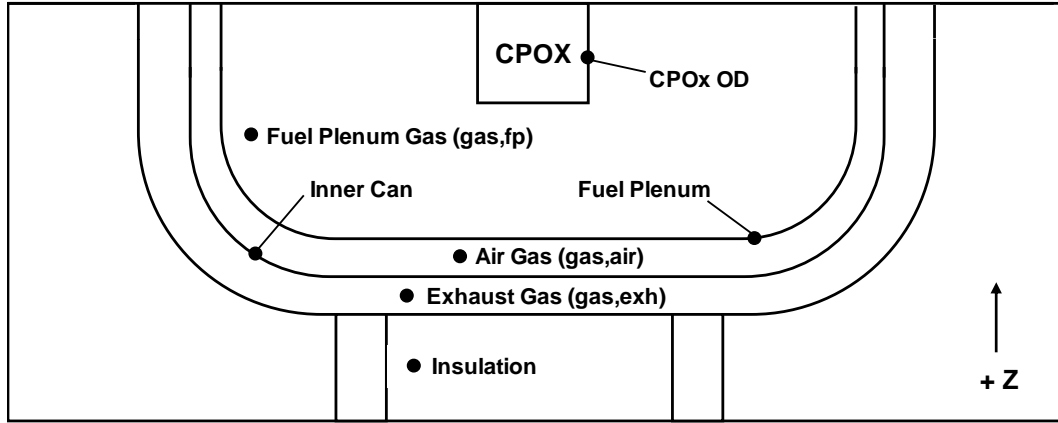 CPOX
CPOx OD
Fuel Plenum Gas (gas,fp)
Inner Can
Fuel Plenum
Air Gas (gas,air)
Exhaust Gas (gas,exh)
Insulation
+ Z